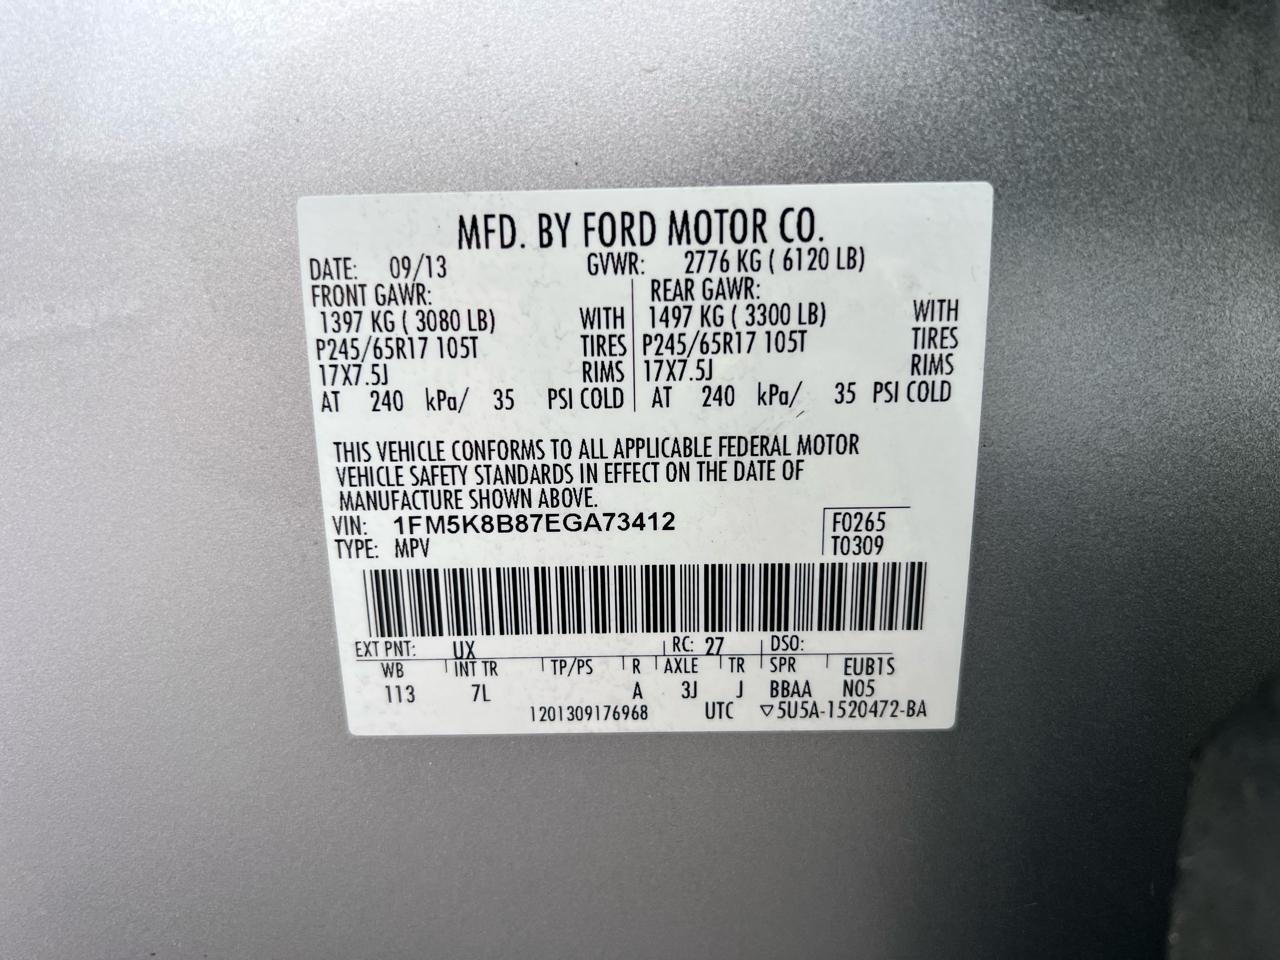 MFD. BY FORD MOTOR CO.
DATE: 09/13 GVWR: 2776 KG ( 6120 LB)
FRONT GAWR: REAR GAWR:
1397 KG ( 3080 LB) WITH 1497 KG ( 3300 LB) WITH
P245/65R17 105T TIRES P245/65R17 105T TIRES
17X7.5J RIMS 17X7.5J RIMS
AT 240 kPa/ 35 PSI COLD AT 240 kPa/ 35 PSI COLD
THIS VEHICLE CONFORMS TO ALL APPLICABLE FEDERAL MOTOR
VEHICLE SAFETY STANDARDS IN EFFECT ON THE DATE OF
MANUFACTURE SHOWN ABOVE.
VIN: 1FM5K8B87EGA73412 F0265
TYPE: MPV T0309
EXT PNT: UX RC: 27 DSO:
WB INT TR TP/PS R AXLE TR SPR EUB1S
113 7L A 3J J BBAA N05
1201309176968 UTC ▽5U5A-1520472-BA